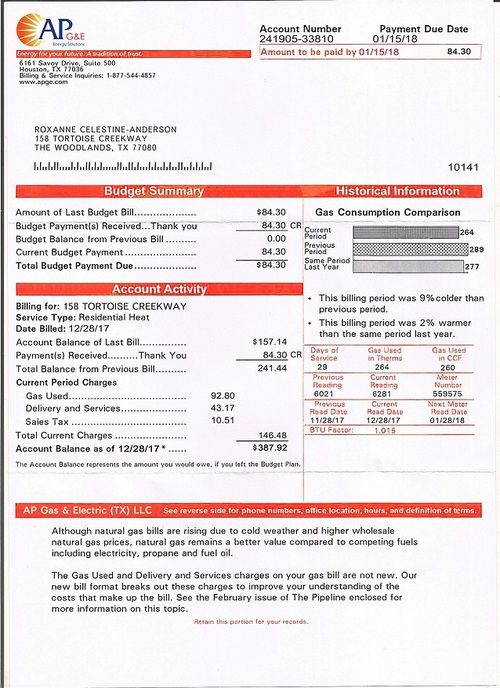 AP G&E
Energy Solutions
Energy for your future. A tradition of trust.
6161 Savoy Drive, Suite 500
Houston, TX 77036
Billing & Service Inquiries: 1-877-544-4857
www.apge.com
Account Number Payment Due Date
241905-33810 01/15/18
Amount to be paid by 01/15/18 84.30
ROXANNE CELESTINE-ANDERSON
158 TORTOISE CREEKWAY
THE WOODLANDS, TX 77080
10141
Budget Summary
Amount of Last Budget Bill................... $84.30
Budget Payment(s) Received...Thank you 84.30 CR
Budget Balance from Previous Bill .......... 0.00
Current Budget Payment ..................... 84.30
Total Budget Payment Due................... $84.30
Historical Information
Gas Consumption Comparison
Current Period 264
Previous Period 289
Same Period Last Year 277
• This billing period was 9%colder than
previous period.
• This billing period was 2% warmer
than the same period last year.
Account Activity
Billing for: 158 TORTOISE CREEKWAY
Service Type: Residential Heat
Date Billed: 12/28/17
Account Balance of Last Bill.................. $157.14
Payment(s) Received..........Thank You 84.30 CR
Total Balance from Previous Bill............. 241.44
Current Period Charges
Gas Used................................ 92.80
Delivery and Services................ 43.17
Sales Tax ................................ 10.51
Total Current Charges ........................ 146.48
Account Balance as of 12/28/17 * ...... $387.92
The Account Balance represents the amount you would owe, if you left the Budget Plan.
Days of Service Gas Used in Therms Gas Used in CCF
29 264 260
Previous Reading Current Reading Meter Number
6021 6281 559575
Previous Read Date Current Read Date Next Meter Read Date
11/28/17 12/28/17 01/28/18
BTU Factor: 1.015
AP Gas & Electric (TX) LLC See reverse side for phone numbers, office location, hours, and definition of terms.
Although natural gas bills are rising due to cold weather and higher wholesale
natural gas prices, natural gas remains a better value compared to competing fuels
including electricity, propane and fuel oil.
The Gas Used and Delivery and Services charges on your gas bill are not new. Our
new bill format breaks out these charges to improve your understanding of the
costs that make up the bill. See the February issue of The Pipeline enclosed for
more information on this topic.
Retain this portion for your records.